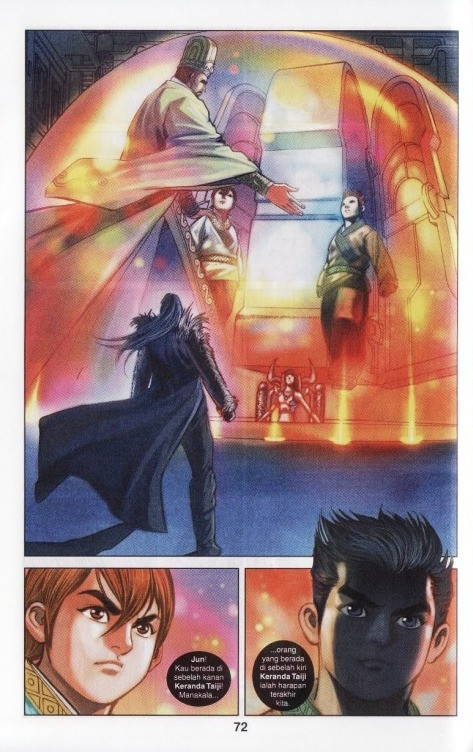 Jun!
Kau berada di
sebelah kanan
Keranda Taiji!
Manakala...
...orang
yang berada
di sebelah kiri
Keranda Taiji
ialah harapan
terakhir
kita.
72